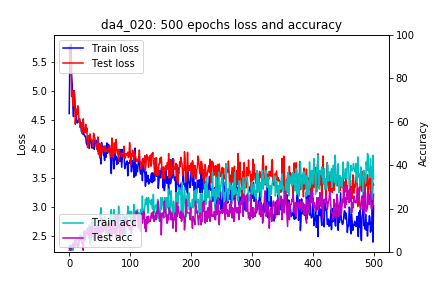 da4_020: 500 epochs loss and accuracy
Train loss
Test loss
Train acc
Test acc
Loss
5.5
5.0
4.5
4.0
3.5
3.0
2.5
Accuracy
100
80
60
40
20
0
0 100 200 300 400 500